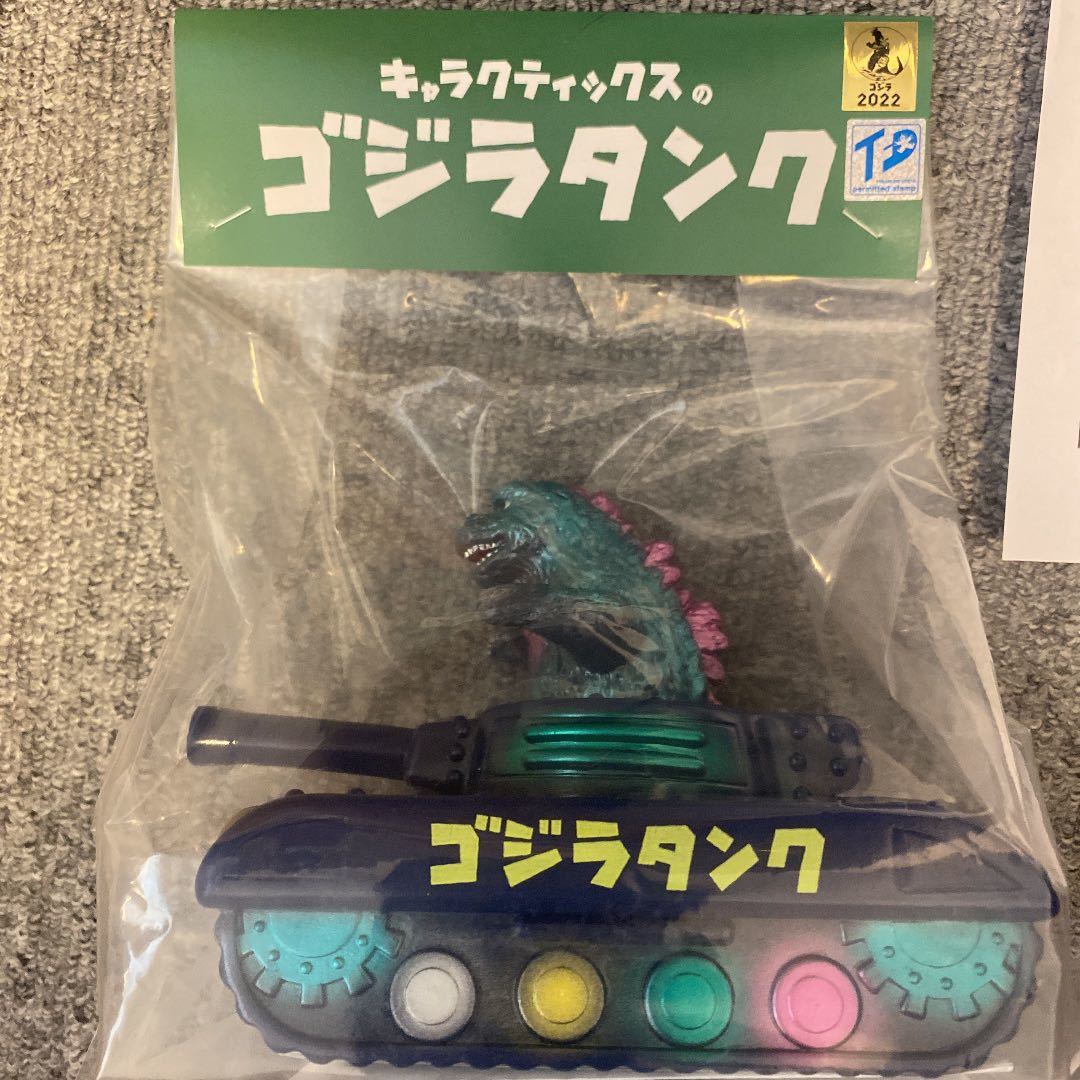 キャラクティックスの
ゴジラタンク
ゴジラ
2022
permitted stamp
ゴジラタンク